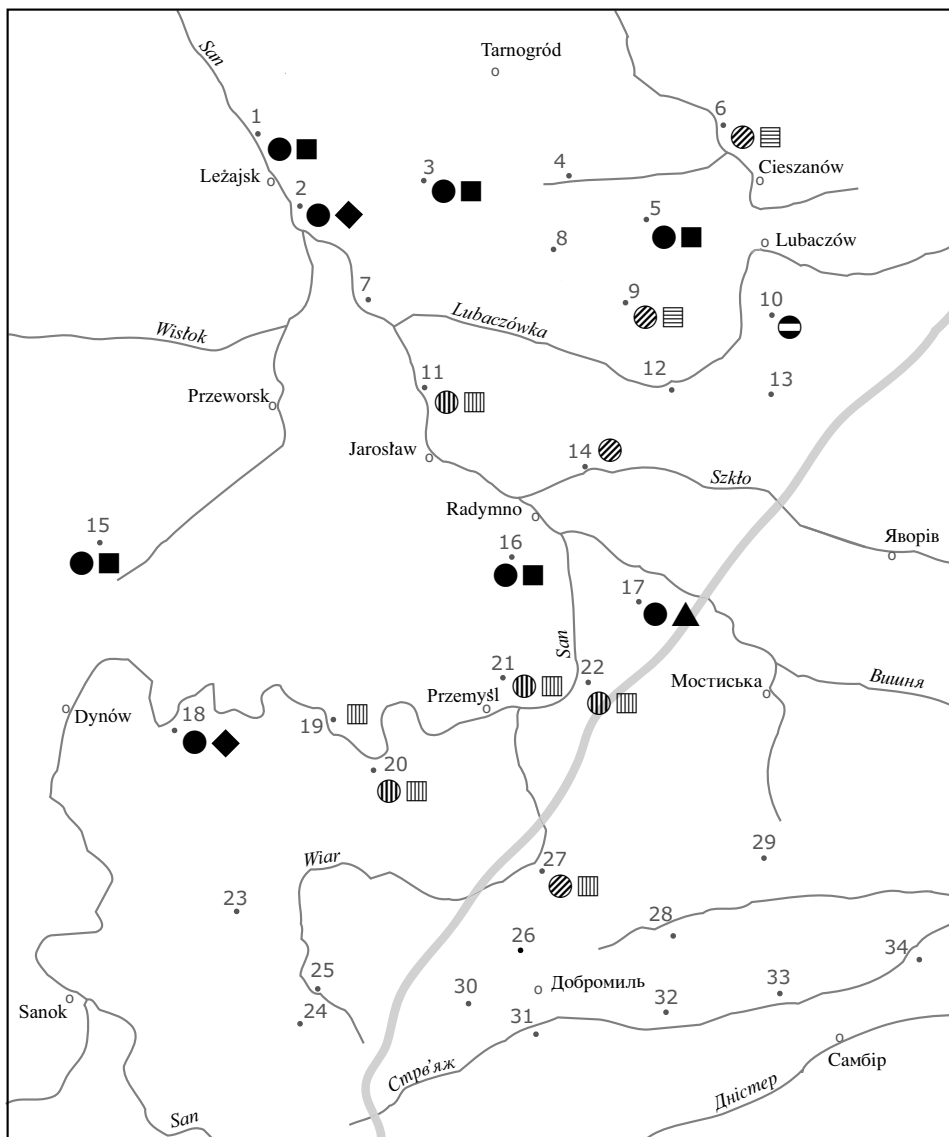 San
Tarnogród
6
1
Cieszanów
4
3
Leżajsk
2
5
Lubaczów
8
7
9
10
Lubaczówka
Wisłok
12
13
11
Przeworsk
Jarosław
14
Szkło
Radymno
15
16
Яворів
17
San
21
22
Мостиська
Вишня
Przemyśl
Dynów
18
19
20
29
27
Wiar
23
28
26
34
25
33
Добромиль
Sanok
30
32
24
31
Самбір
Стрв'яж
Дністер
San